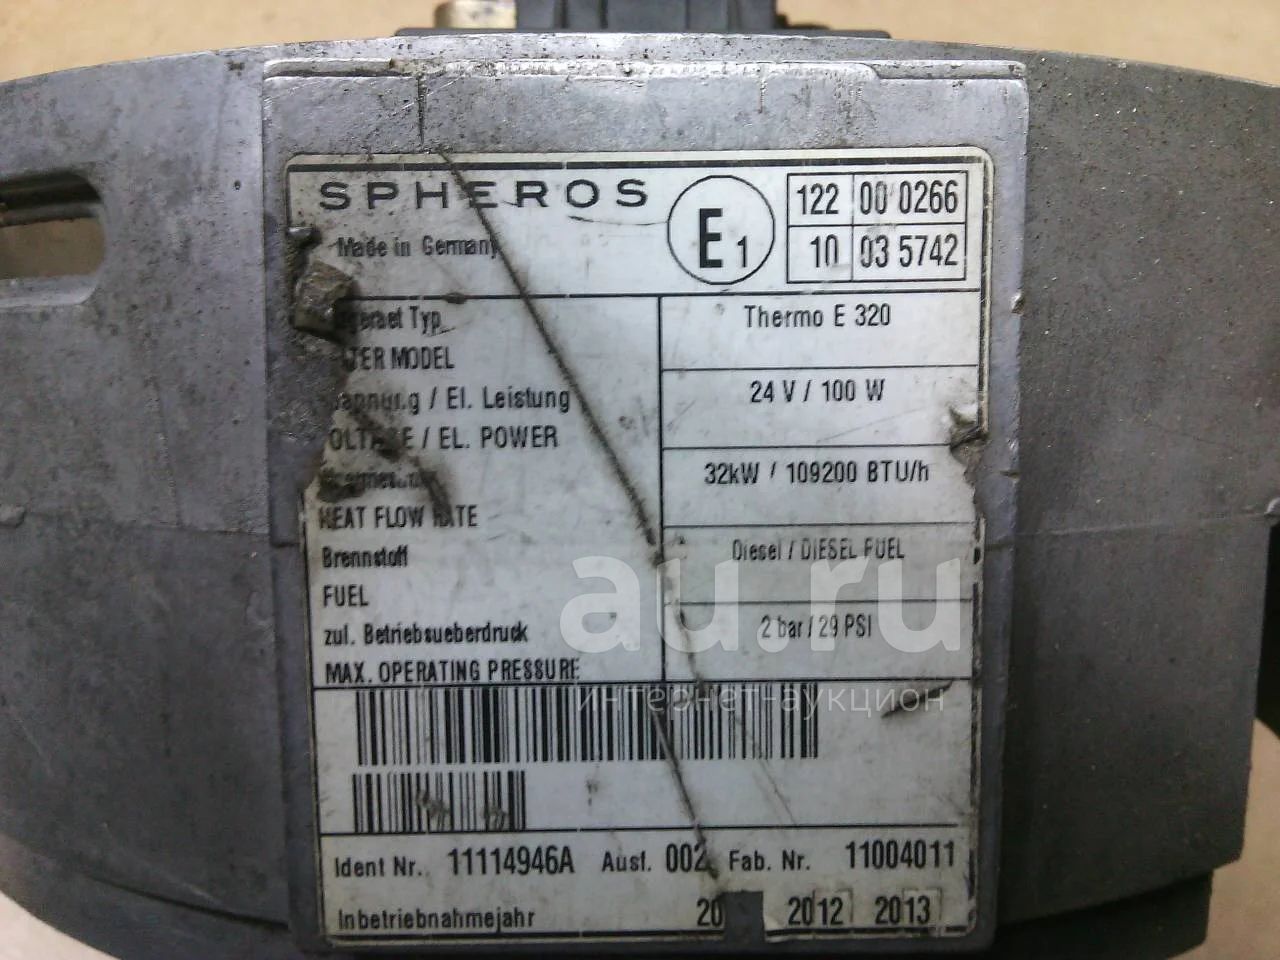 SPHEROS
Made in Germany
E1
122 00 0266
10 03 5742
Typ
Thermo E 320
MODEL
/ El. Leistung
24 V / 100 W
/ EL. POWER
32kW / 109200 BTU/h
HEAT FLOW RATE
Brennstoff
Diesel / DIESEL FUEL
FUEL
zul. Betriebsueberdruck
2 bar / 29 PSI
MAX. OPERATING PRESSURE
au.ru
интернет-аукцион
Ident Nr. 11114946A Ausf. 002 Fab. Nr. 11004011
Inbetriebnahmejahr 20 2012 2013